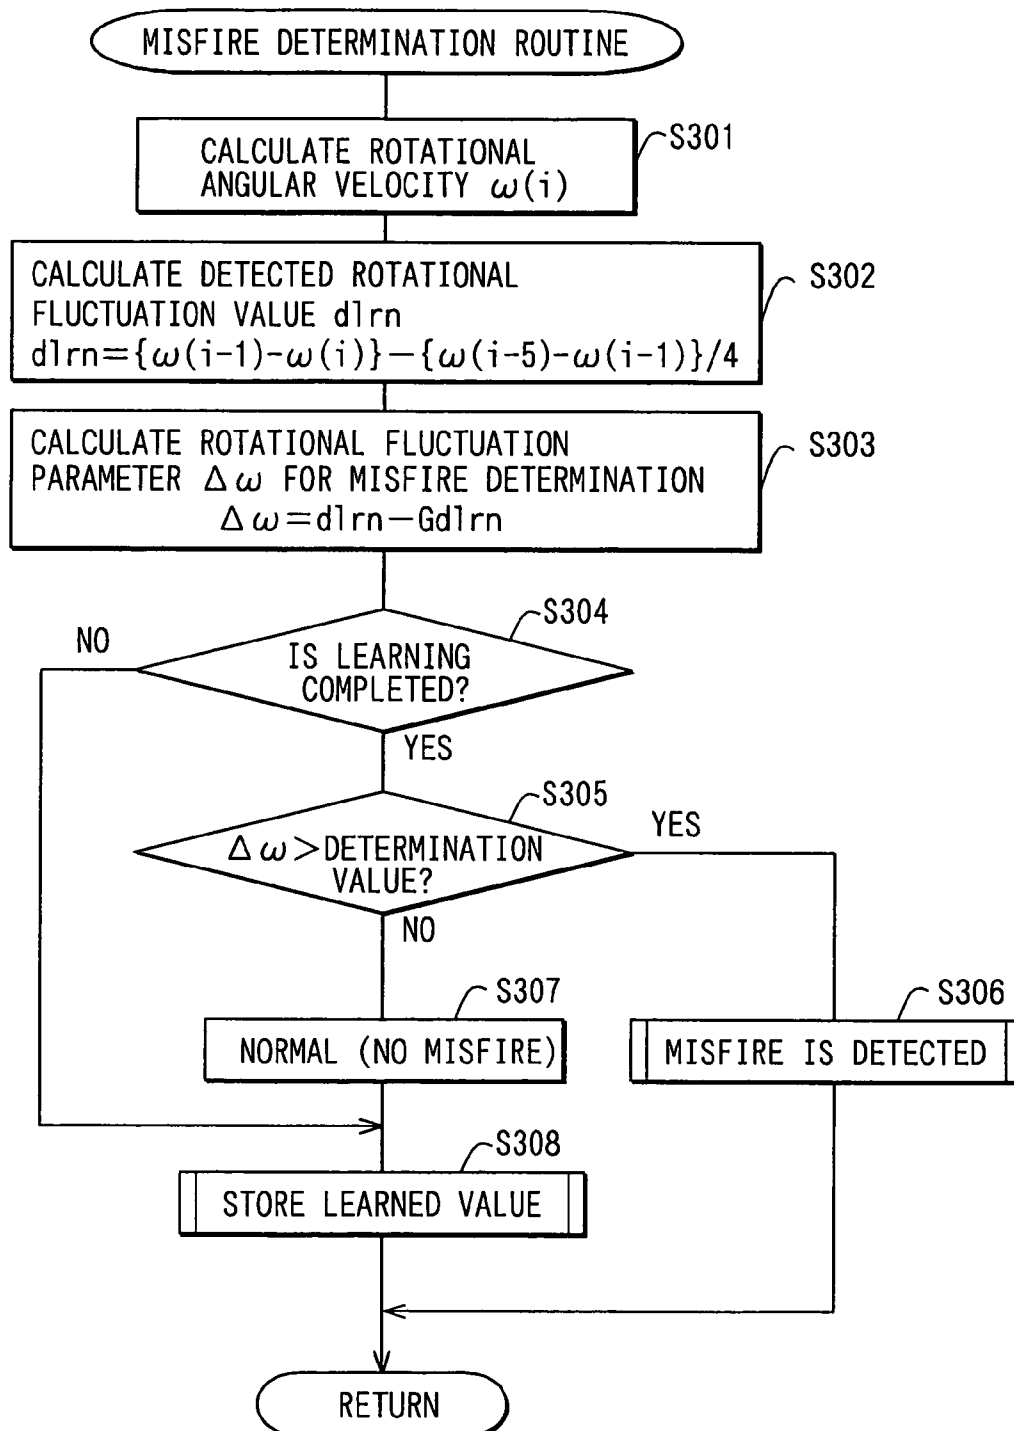 MISFIRE DETERMINATION ROUTINE
S301
CALCULATE ROTATIONAL
ANGULAR VELOCITY ω(i)
S302
CALCULATE DETECTED ROTATIONAL
FLUCTUATION VALUE dlrn
dlrn={ω(i-1)-ω(i)}-{ω(i-5)-ω(i-1)}/4
S303
CALCULATE ROTATIONAL FLUCTUATION
PARAMETER Δω FOR MISFIRE DETERMINATION
Δω=dlrn-Gdlrn
S304
NO
IS LEARNING
COMPLETED?
YES
S305
YES
Δω>DETERMINATION
VALUE?
NO
S307
S306
NORMAL (NO MISFIRE)
MISFIRE IS DETECTED
S308
STORE LEARNED VALUE
RETURN